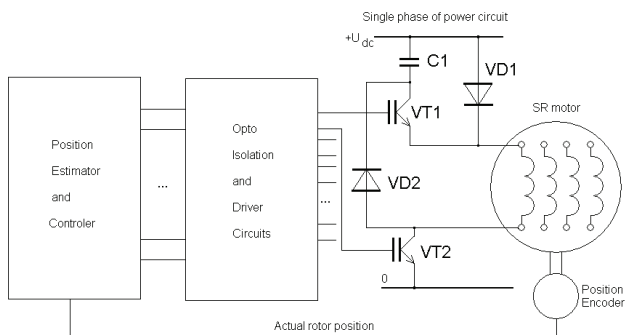 Single phase of power circuit
+U dc
C1
VD1
VT1
SR motor
Position
Estimator
and
Controler
...
Opto
Isolation
and
Driver
Circuits
...
VD2
VT2
0
Position
Encoder
Actual rotor position